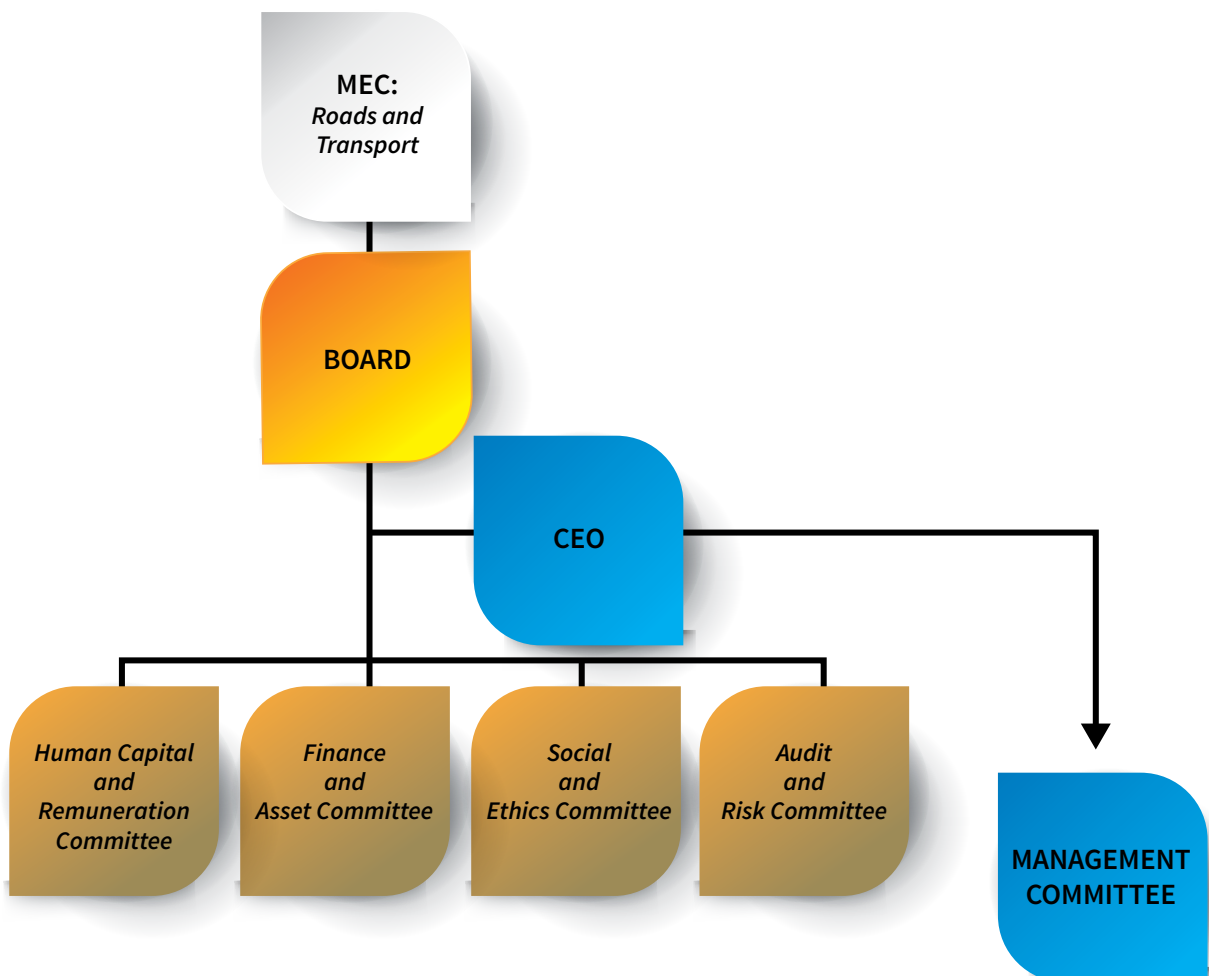 MEC:
Roads and
Transport
BOARD
CEO
Human Capital
and
Remuneration
Committee
Finance
and
Asset Committee
Social
and
Ethics Committee
Audit
and
Risk Committee
MANAGEMENT
COMMITTEE